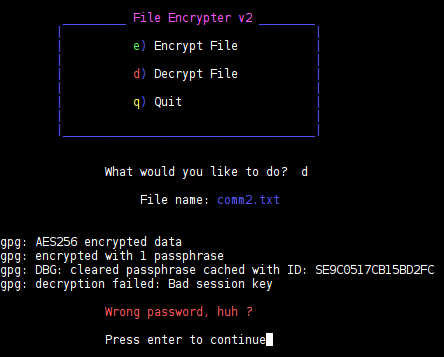 File Encrypter v2
e) Encrypt File
d) Decrypt File
q) Quit
What would you like to do? d
File name: comm2.txt
gpg: AES256 encrypted data
gpg: encrypted with 1 passphrase
gpg: DBG: cleared passphrase cached with ID: SE9C0517CB15BD2FC
gpg: decryption failed: Bad session key
Wrong password, huh ?
Press enter to continue